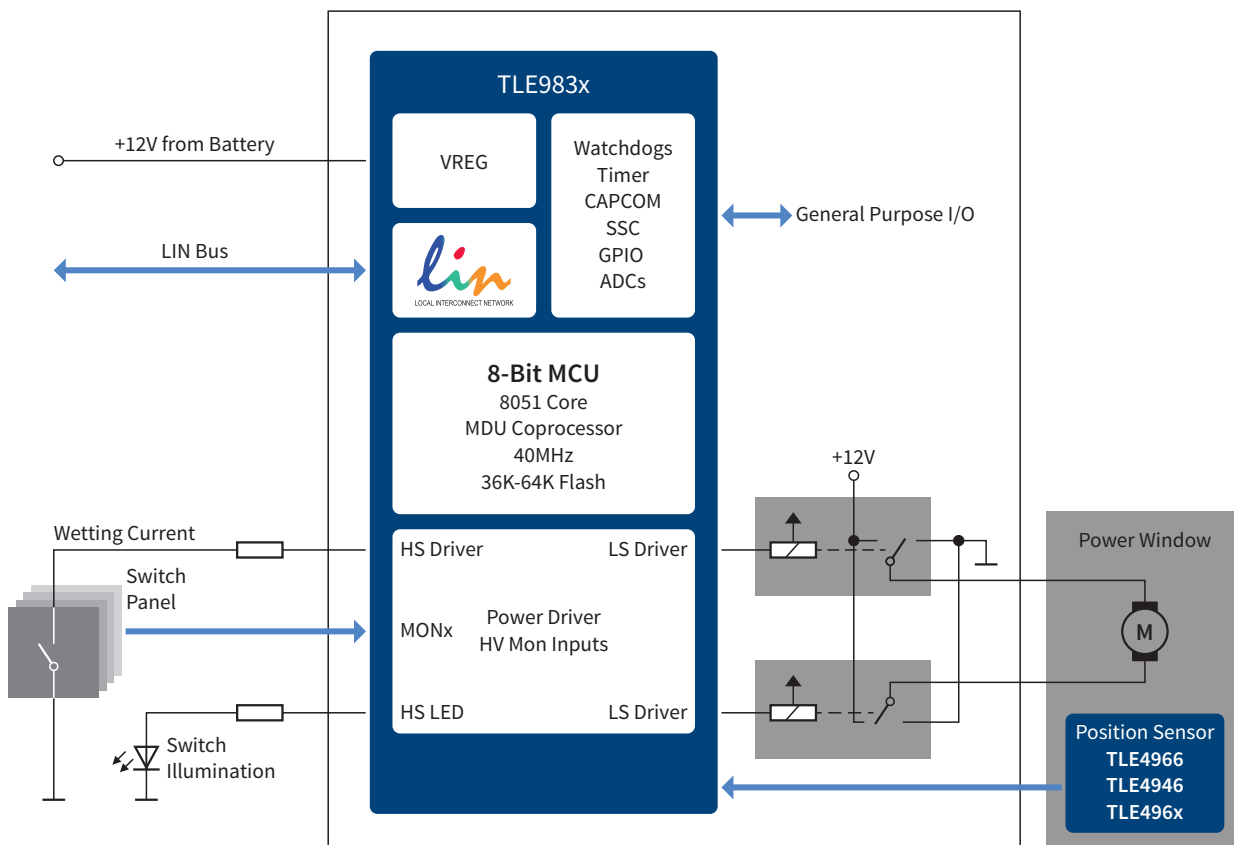 TLE983x
+12V from Battery
VREG
Watchdogs
Timer
CAPCOM
SSC
GPIO
ADCs
General Purpose I/O
LIN Bus
lin
LOCAL INTERCONNECT NETWORK
8-Bit MCU
8051 Core
MDU Coprocessor
40MHz
36K-64K Flash
+12V
Wetting Current
HS Driver
LS Driver
Power Window
Switch
Panel
MONx
Power Driver
HV Mon Inputs
M
HS LED
LS Driver
Switch
Illumination
Position Sensor
TLE4966
TLE4946
TLE496x